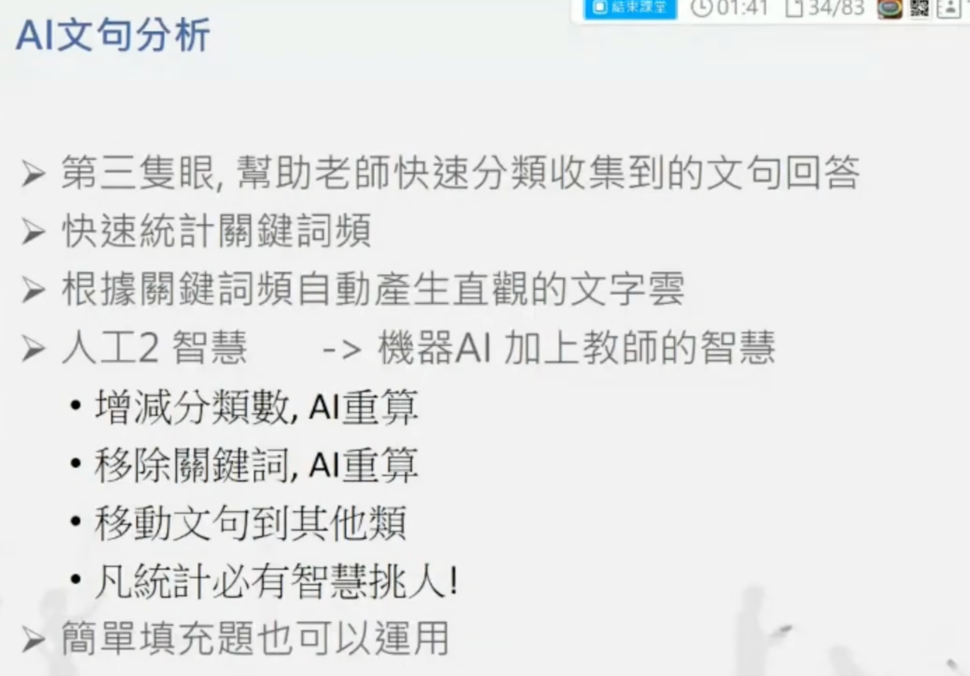 結束課堂 01:41 34/83
AI文句分析
➢ 第三隻眼, 幫助老師快速分類收集到的文句回答
➢ 快速統計關鍵詞頻
➢ 根據關鍵詞頻自動產生直觀的文字雲
➢ 人工2 智慧 -> 機器AI 加上教師的智慧
• 增減分類數, AI重算
• 移除關鍵詞, AI重算
• 移動文句到其他類
• 凡統計必有智慧挑人!
➢ 簡單填充題也可以運用